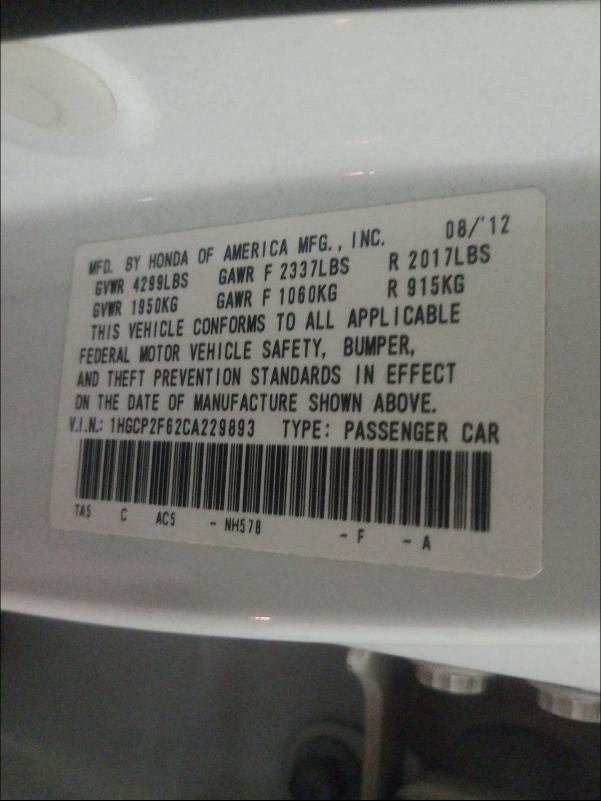 MFD. BY HONDA OF AMERICA MFG., INC. 08/'12
GVWR 4299LBS GAWR F 2337LBS R 2017LBS
GVWR 1950KG GAWR F 1060KG R 915KG
THIS VEHICLE CONFORMS TO ALL APPLICABLE
FEDERAL MOTOR VEHICLE SAFETY, BUMPER,
AND THEFT PREVENTION STANDARDS IN EFFECT
ON THE DATE OF MANUFACTURE SHOWN ABOVE.
V.I.N.: 1HGCP2F62CA229893 TYPE: PASSENGER CAR
TA5 C AC5 - NH578 - F - A